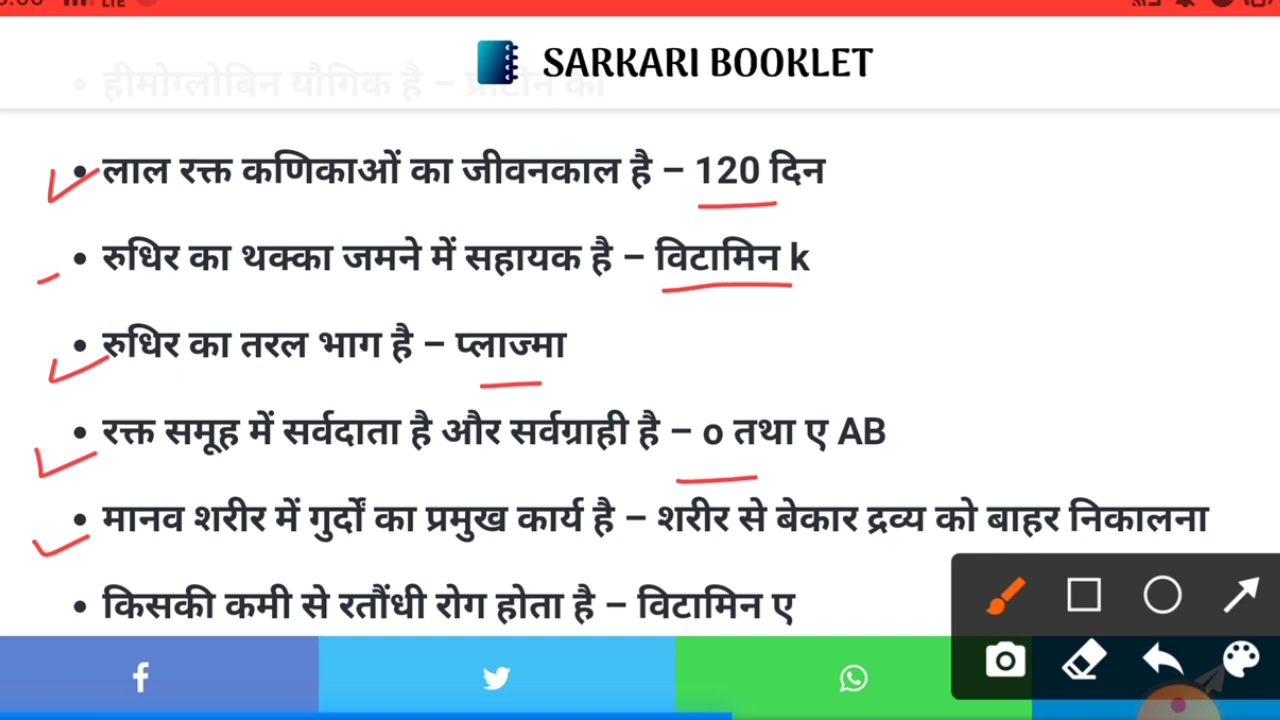 LTE
SARKARI BOOKLET
• हीमोग्लोबिन यौगिक है – प्रोटीन का
• लाल रक्त कणिकाओं का जीवनकाल है – 120 दिन
• रुधिर का थक्का जमने में सहायक है – विटामिन k
• रुधिर का तरल भाग है – प्लाज्मा
• रक्त समूह में सर्वदाता है और सर्वग्राही है – o तथा ए AB
• मानव शरीर में गुर्दों का प्रमुख कार्य है – शरीर से बेकार द्रव्य को बाहर निकालना
• किसकी कमी से रतौंधी रोग होता है – विटामिन ए